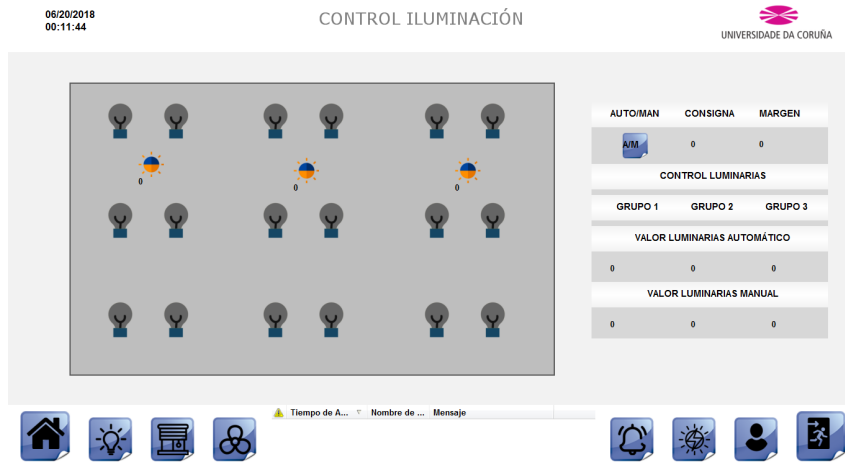 06/20/2018
00:11:44
CONTROL ILUMINACIÓN
UNIVERSIDADE DA CORUÑA
AUTO/MAN CONSIGNA MARGEN
A/M 0 0
CONTROL LUMINARIAS
GRUPO 1 GRUPO 2 GRUPO 3
VALOR LUMINARIAS AUTOMÁTICO
0 0 0
VALOR LUMINARIAS MANUAL
0 0 0
0 0 0
Tiempo de A... Nombre de ... Mensaje